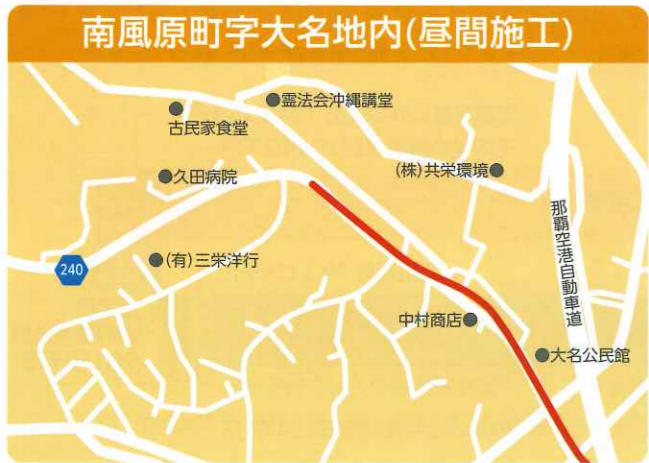 南風原町字大名地内(昼間施工)
●霊法会沖縄講堂
古民家食堂
●久田病院
(株)共栄環境●
那覇空港自動車道
240
●(有)三栄洋行
中村商店●
●大名公民館